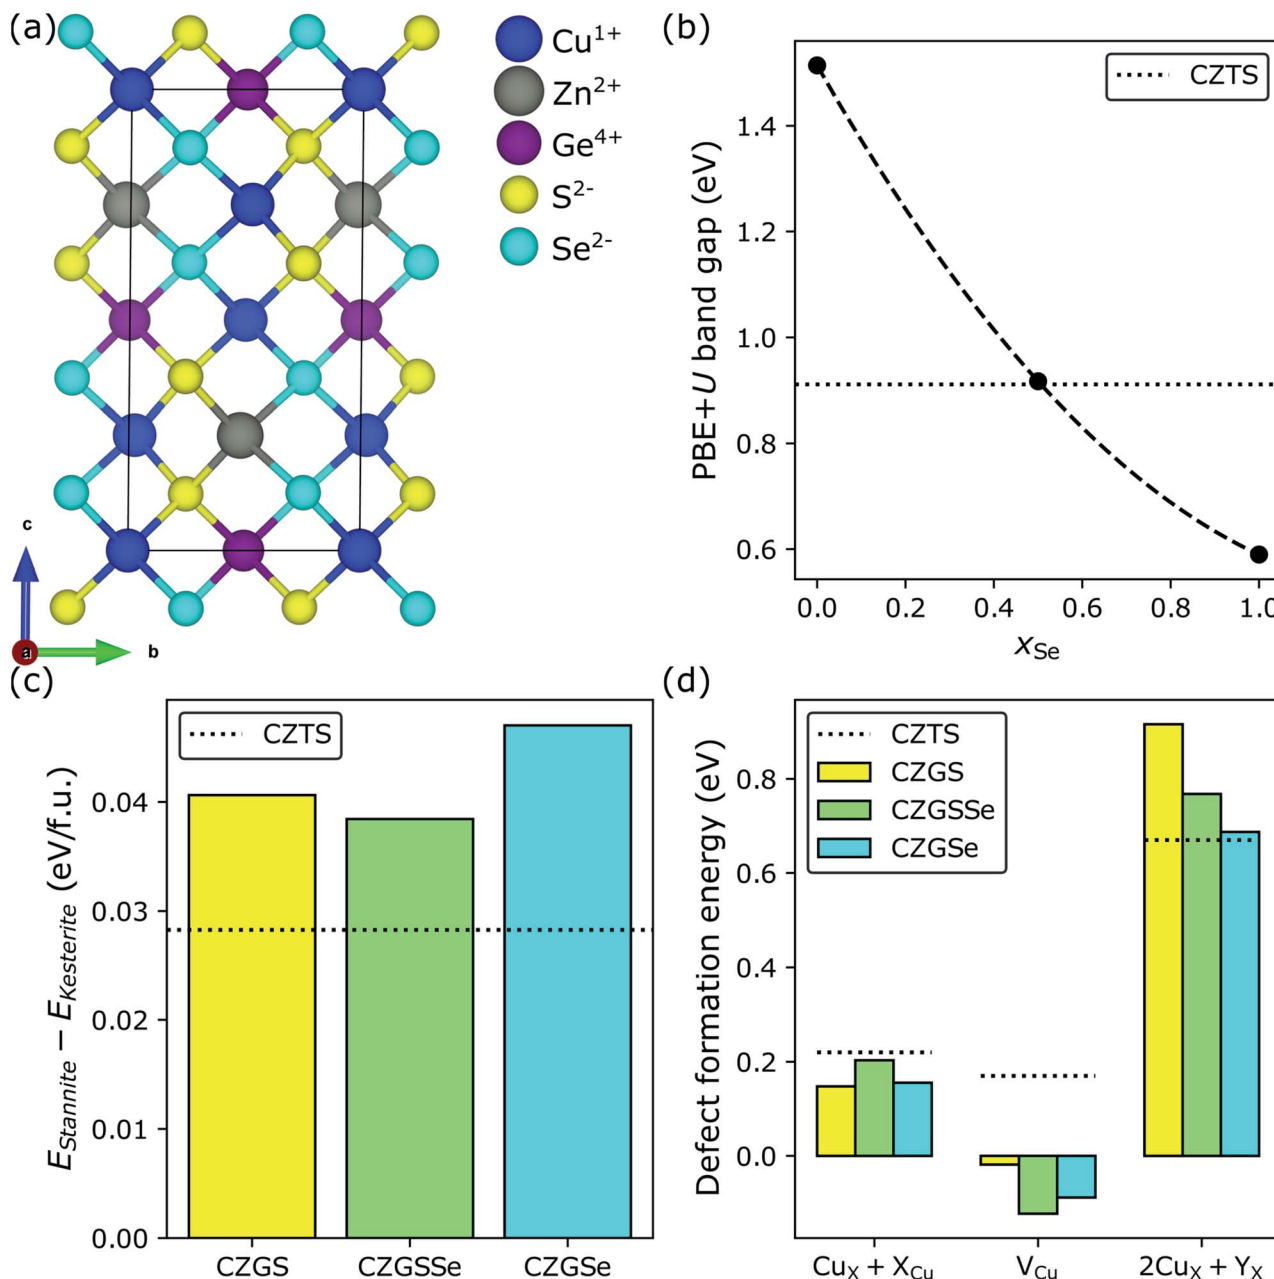 (a)
Cu1+
Zn2+
Ge4+
S2-
Se2-
c
a
b
(b)
CZTS
PBE+U band gap (eV)
1.4
1.2
1.0
0.8
0.6
0.0 0.2 0.4 0.6 0.8 1.0
xSe
(c)
CZTS
EStannite − EKesterite (eV/f.u.)
0.04
0.03
0.02
0.01
0.00
CZGS CZGSSe CZGSe
(d)
CZTS
CZGS
CZGSSe
CZGSe
Defect formation energy (eV)
0.8
0.6
0.4
0.2
0.0
CuX + XCu VCu 2CuX + YX